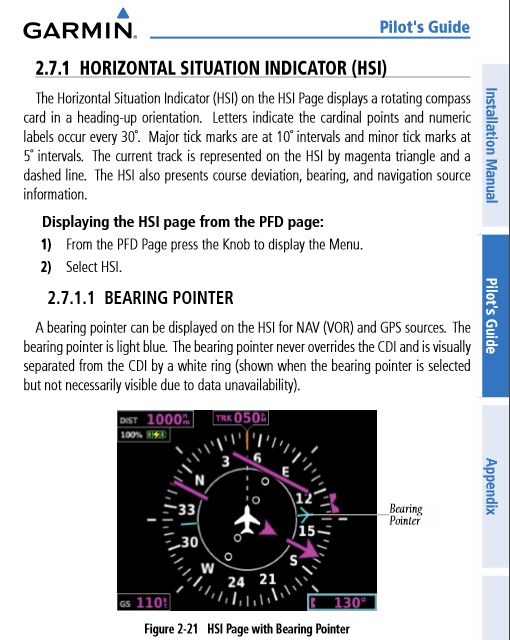 GARMIN
Pilot's Guide
2.7.1 HORIZONTAL SITUATION INDICATOR (HSI)
The Horizontal Situation Indicator (HSI) on the HSI Page displays a rotating compass
card in a heading-up orientation. Letters indicate the cardinal points and numeric
labels occur every 30°. Major tick marks are at 10° intervals and minor tick marks at
5° intervals. The current track is represented on the HSI by magenta triangle and a
dashed line. The HSI also presents course deviation, bearing, and navigation source
information.
Displaying the HSI page from the PFD page:
1) From the PFD Page press the Knob to display the Menu.
2) Select HSI.
2.7.1.1 BEARING POINTER
A bearing pointer can be displayed on the HSI for NAV (VOR) and GPS sources. The
bearing pointer is light blue. The bearing pointer never overrides the CDI and is visually
separated from the CDI by a white ring (shown when the bearing pointer is selected
but not necessarily visible due to data unavailability).
DIST 1000
TRK 050°
100%
3 6
N E
12
33
15
30
S
W
24 21
GS 110
130°
Bearing
Pointer
Figure 2-21 HSI Page with Bearing Pointer
Installation Manual
Pilot's Guide
Appendix